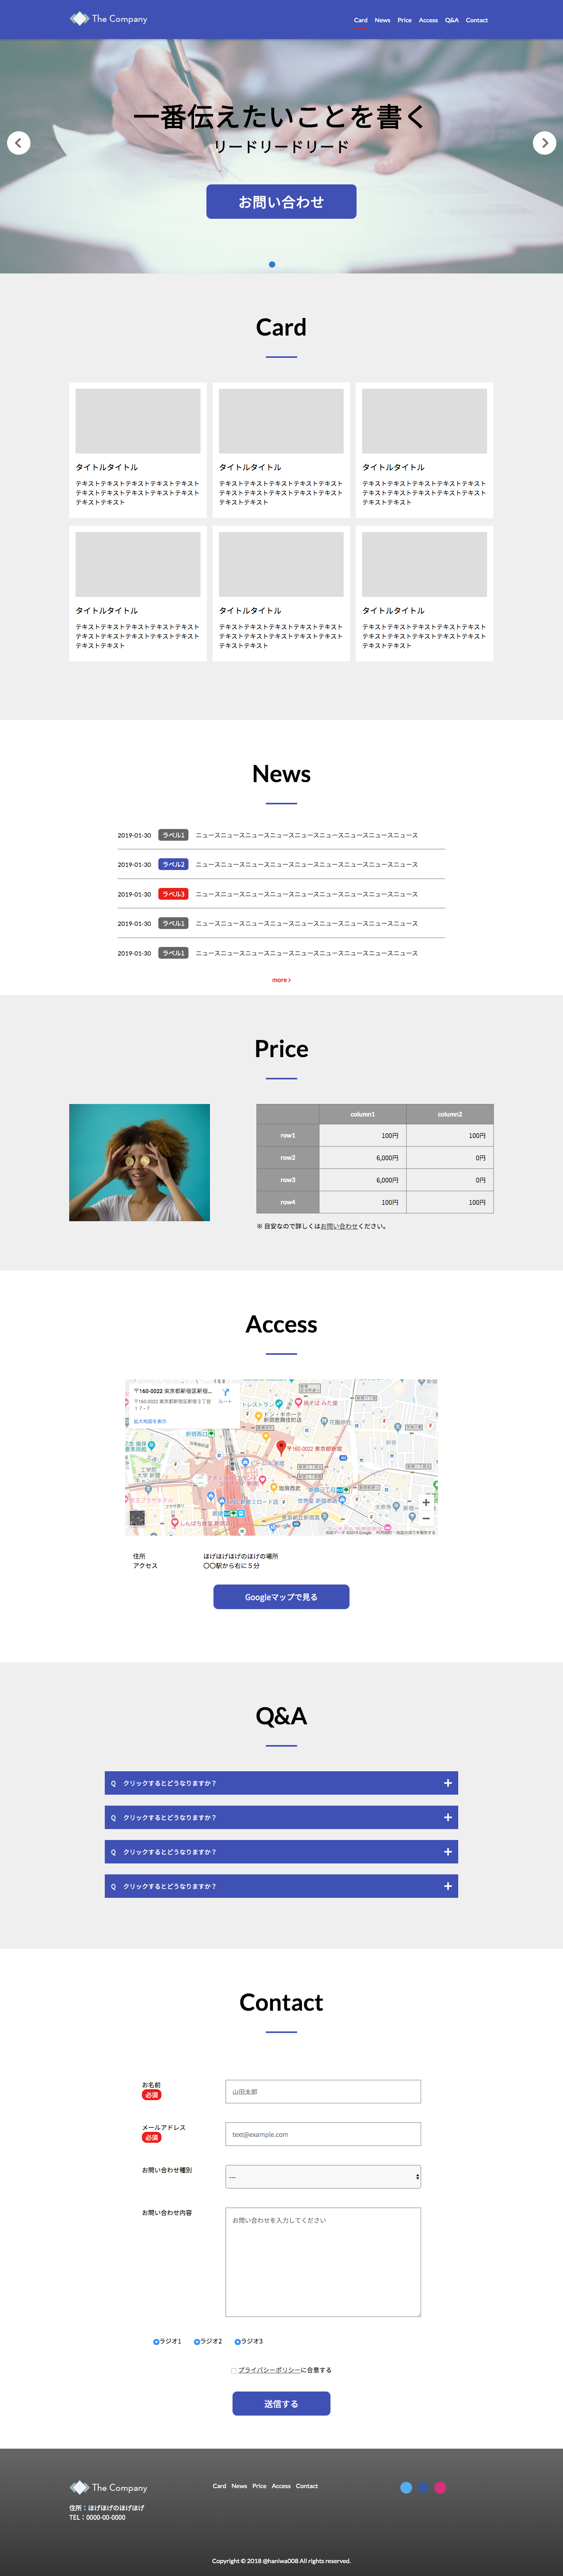 The Company
Card News Price Access Q&A Contact
一番伝えたいことを書く
リードリードリード
お問い合わせ
Card
タイトルタイトル
テキストテキストテキストテキストテキスト
テキストテキストテキストテキストテキスト
テキストテキスト
タイトルタイトル
テキストテキストテキストテキストテキスト
テキストテキストテキストテキストテキスト
テキストテキスト
タイトルタイトル
テキストテキストテキストテキストテキスト
テキストテキストテキストテキストテキスト
テキストテキスト
タイトルタイトル
テキストテキストテキストテキストテキスト
テキストテキストテキストテキストテキスト
テキストテキスト
タイトルタイトル
テキストテキストテキストテキストテキスト
テキストテキストテキストテキストテキスト
テキストテキスト
タイトルタイトル
テキストテキストテキストテキストテキスト
テキストテキストテキストテキストテキスト
テキストテキスト
News
2019-01-30 ラベル1 ニュースニュースニュースニュースニュースニュースニュースニュースニュース
2019-01-30 ラベル2 ニュースニュースニュースニュースニュースニュースニュースニュースニュース
2019-01-30 ラベル3 ニュースニュースニュースニュースニュースニュースニュースニュースニュース
2019-01-30 ラベル1 ニュースニュースニュースニュースニュースニュースニュースニュースニュース
2019-01-30 ラベル1 ニュースニュースニュースニュースニュースニュースニュースニュースニュース
more >
Price
column1 column2
row1 100円 100円
row2 6,000円 0円
row3 6,000円 0円
row4 100円 100円
※ 目安なので詳しくはお問い合わせください。
Access
〒160-0022 東京都新宿区新宿...
〒160-0022 東京都新宿区新宿３丁目
１７−７
ルート
拡大地図を表示
〒160-0022 東京都新宿
住所 ほげほげほげのほげの場所
アクセス 〇〇駅から右に５分
Googleマップで見る
Q&A
Q クリックするとどうなりますか？
Q クリックするとどうなりますか？
Q クリックするとどうなりますか？
Q クリックするとどうなりますか？
Contact
お名前
必須
山田太郎
メールアドレス
必須
text@example.com
お問い合わせ種別
---
お問い合わせ内容
お問い合わせを入力してください
ラジオ1 ラジオ2 ラジオ3
プライバシーポリシーに合意する
送信する
The Company
住所：ほげほげのほげほげ
TEL：0000-00-0000
Card News Price Access Contact
Copyright © 2018 @haniwa008 All rights reserved.